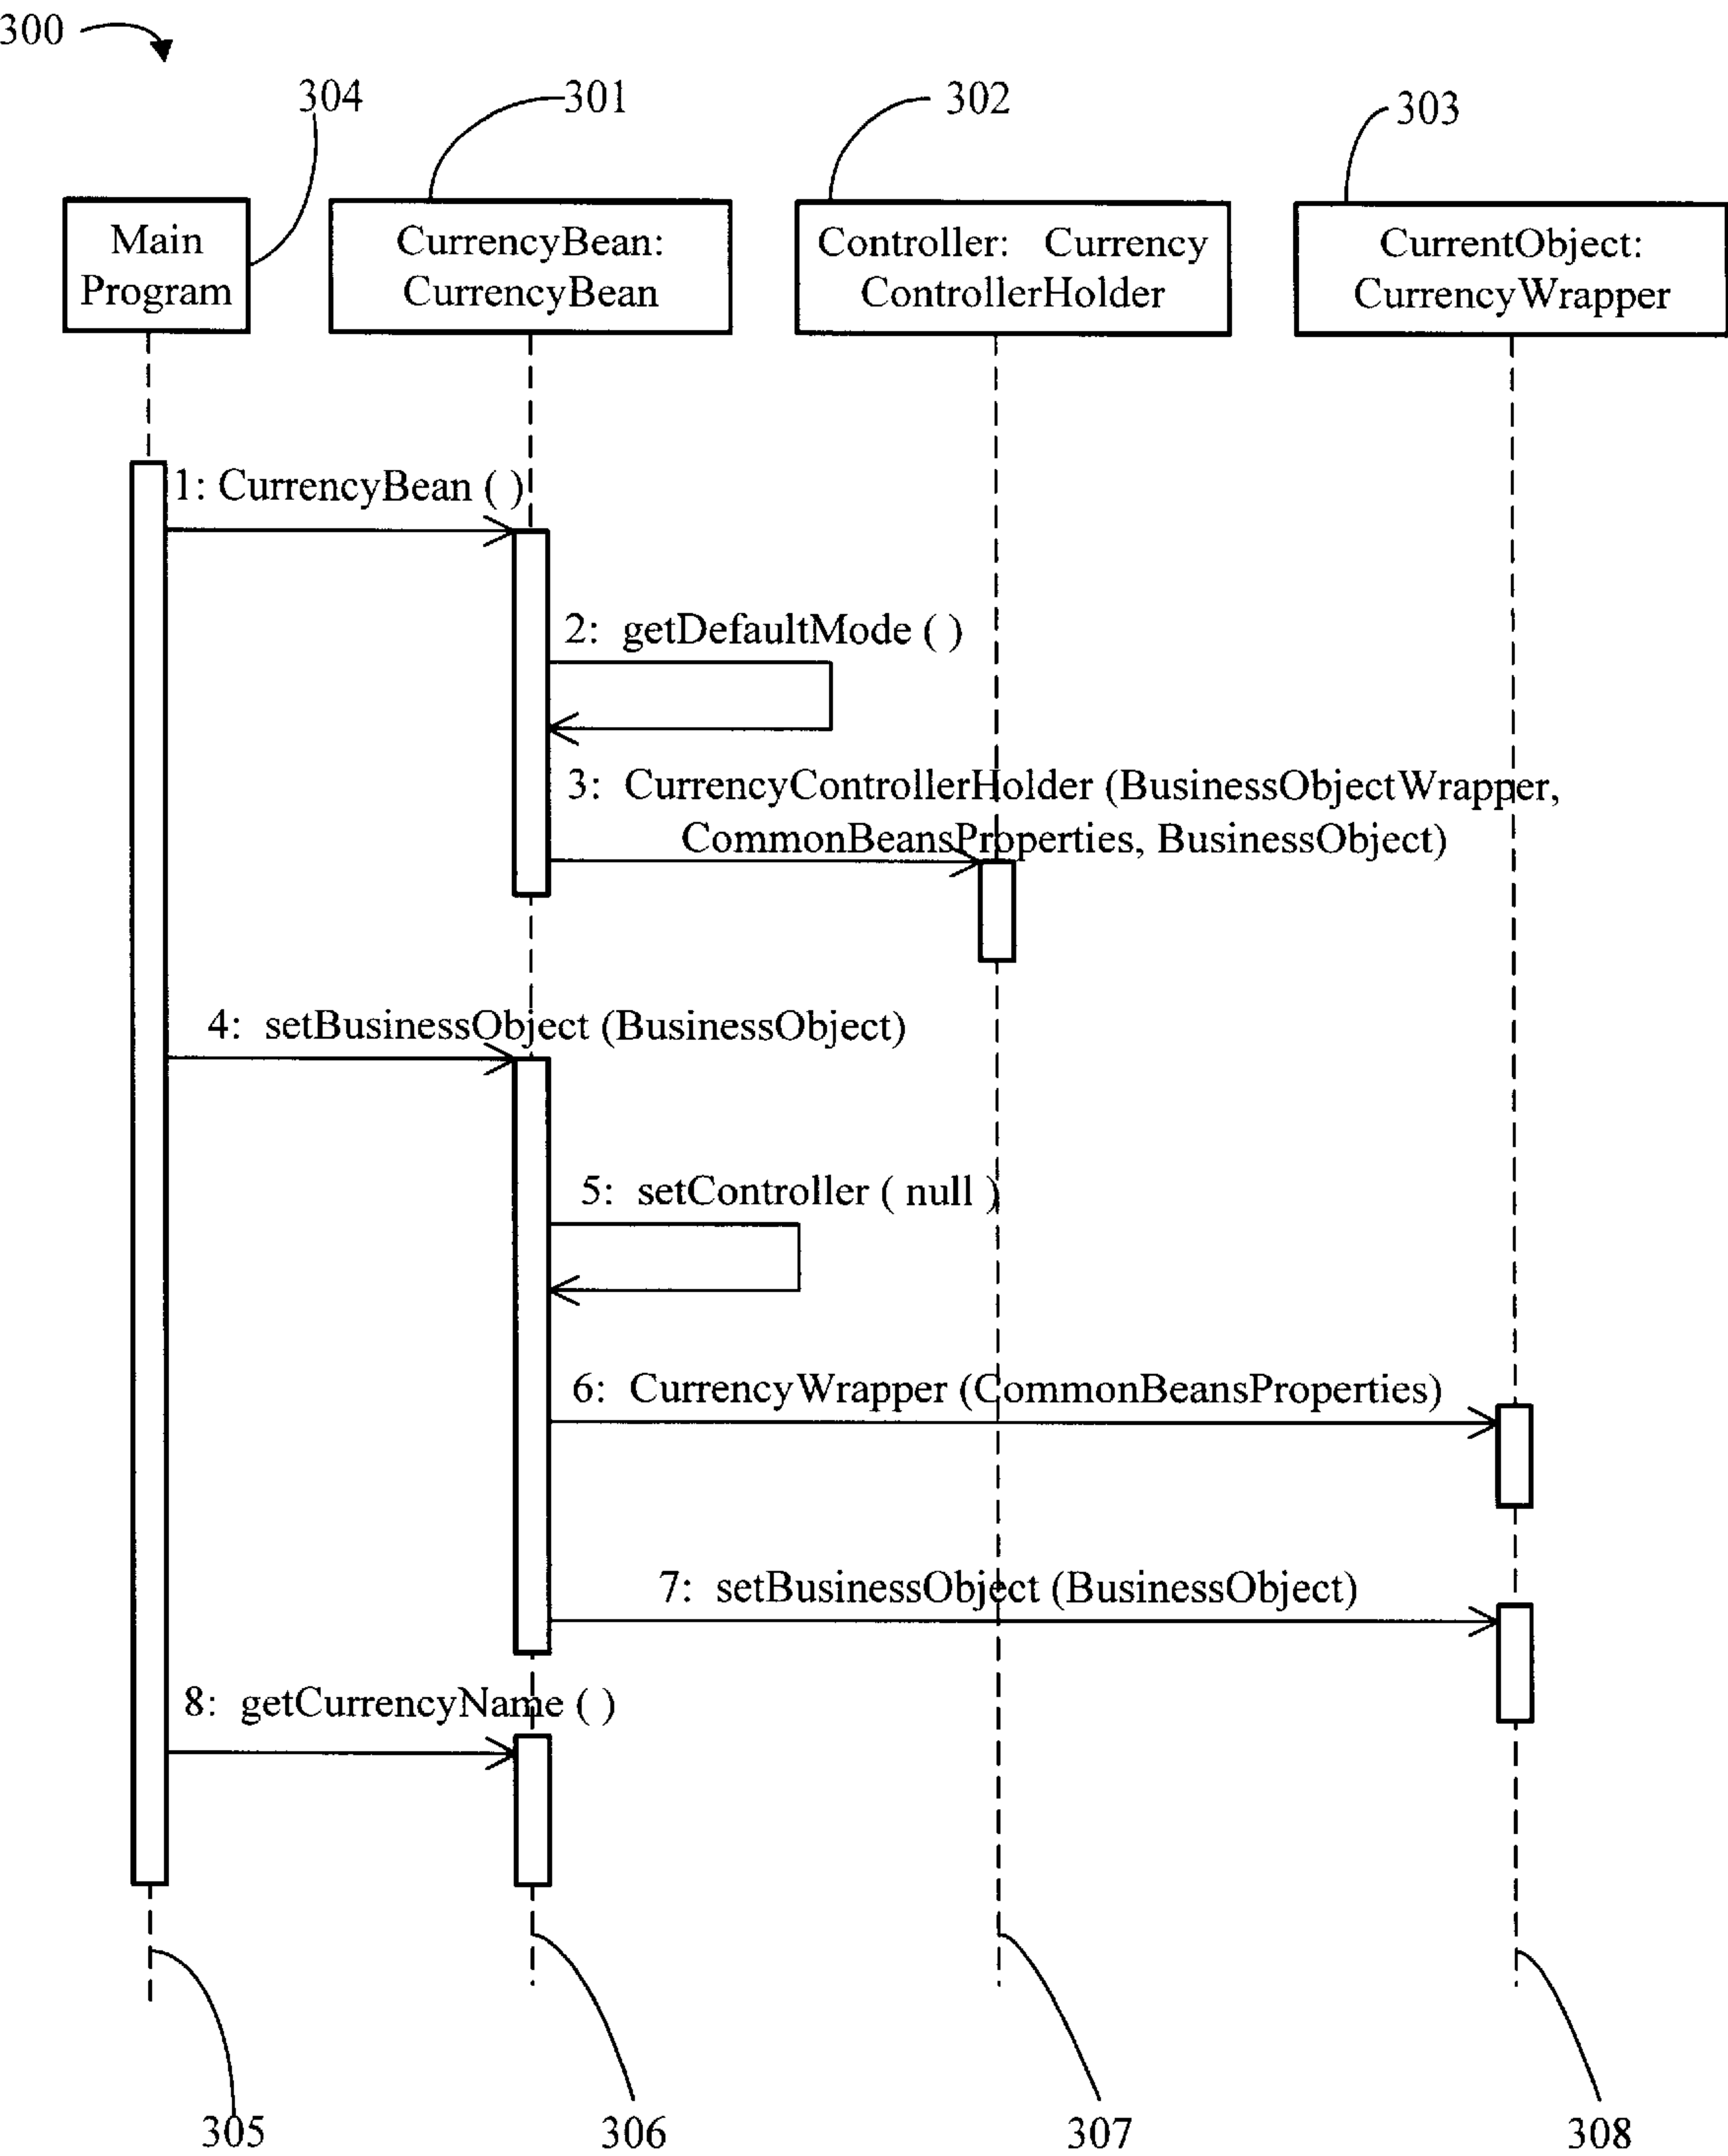 300
304
301
302
303
Main
Program
CurrencyBean:
CurrencyBean
Controller: Currency
ControllerHolder
CurrentObject:
CurrencyWrapper
1: CurrencyBean ( )
2: getDefaultMode ( )
3: CurrencyControllerHolder (BusinessObjectWrapper,
CommonBeansProperties, BusinessObject)
4: setBusinessObject (BusinessObject)
5: setController ( null )
6: CurrencyWrapper (CommonBeansProperties)
7: setBusinessObject (BusinessObject)
8: getCurrencyName ( )
305
306
307
308